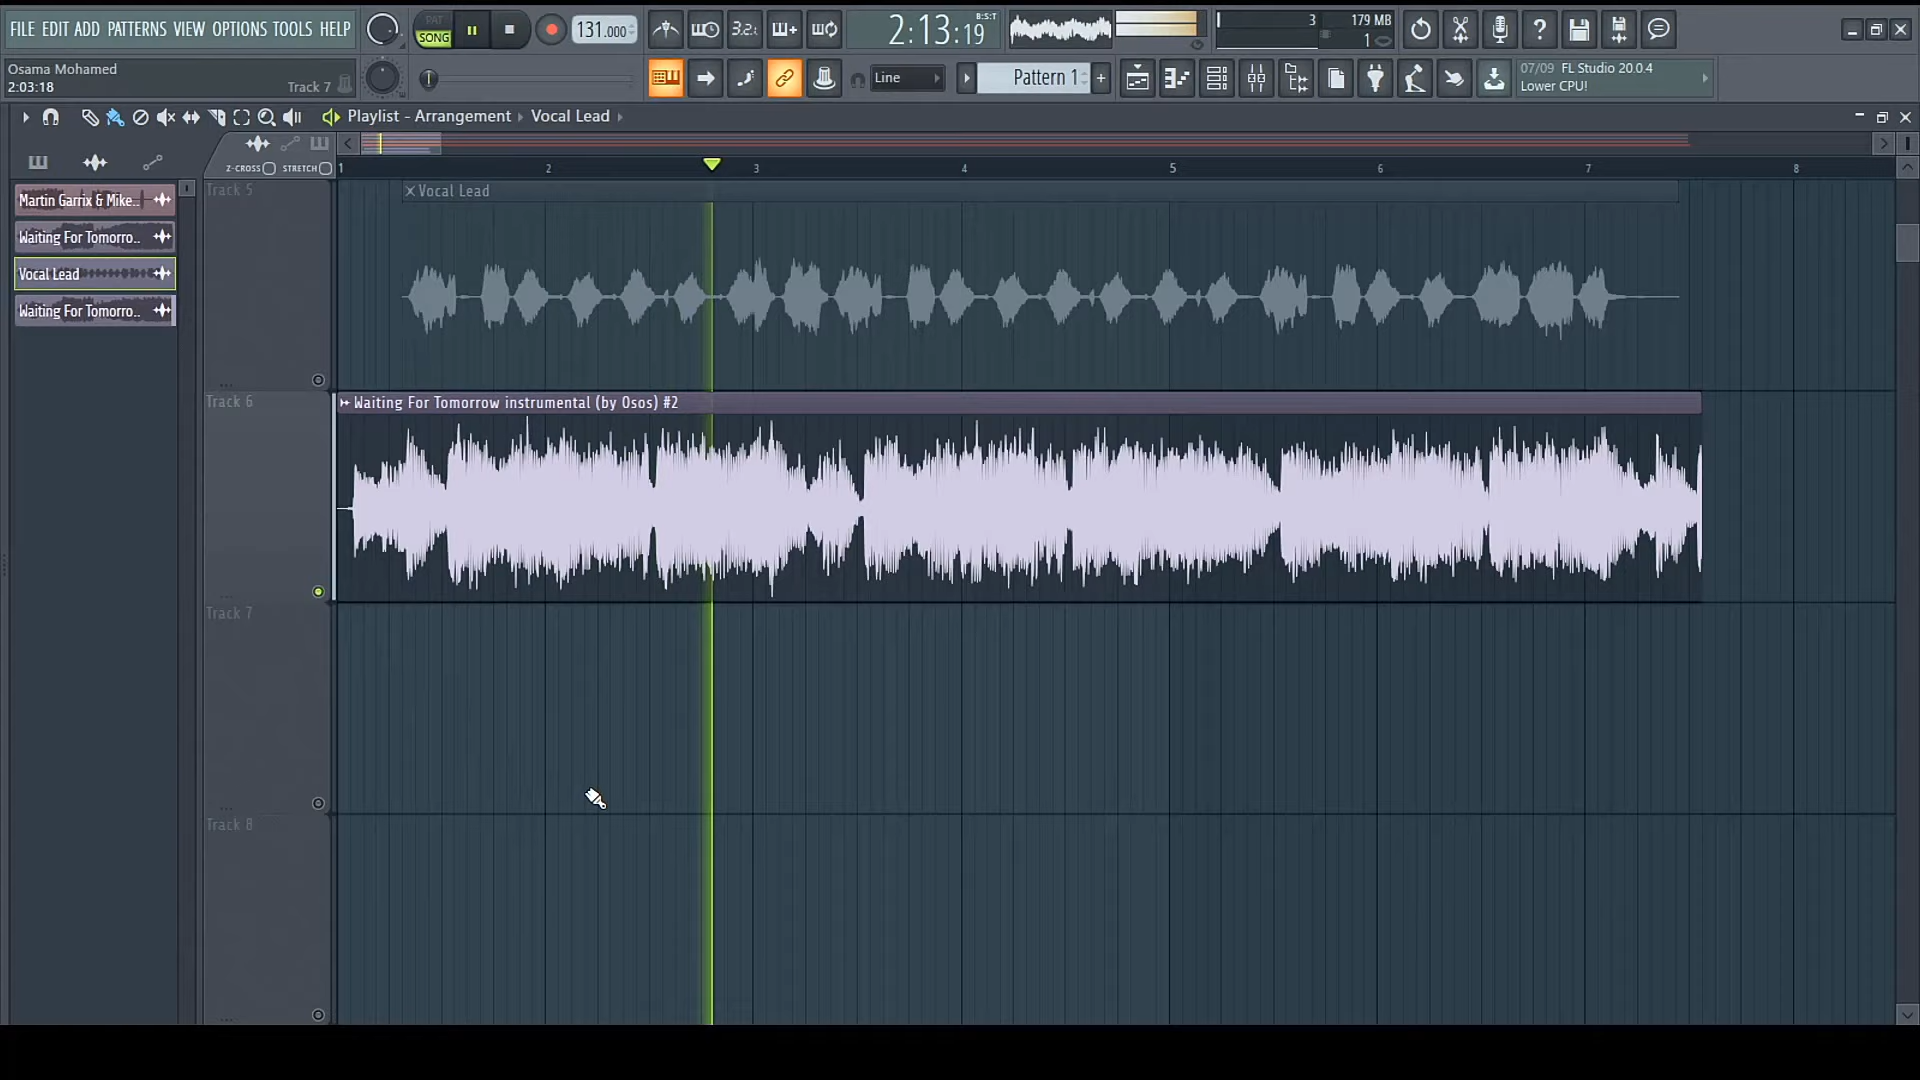 FILE EDIT ADD PATTERNS VIEW OPTIONS TOOLS HELP
PAT
SONG
131.000
3.2.
2:13:19
B:S:T
3
179 MB
1
Osama Mohamed
2:03:18
Track 7
Line
Pattern 1
+
07/09 FL Studio 20.0.4
Lower CPU!
Playlist - Arrangement
Vocal Lead
Z-CROSS
STRETCH
1 2 3 4 5 6 7 8
Martin Garrix & Mike..
Waiting For Tomorro..
Vocal Lead
Waiting For Tomorro..
Track 5
Vocal Lead
Track 6
Waiting For Tomorrow instrumental (by Osos) #2
Track 7
Track 8